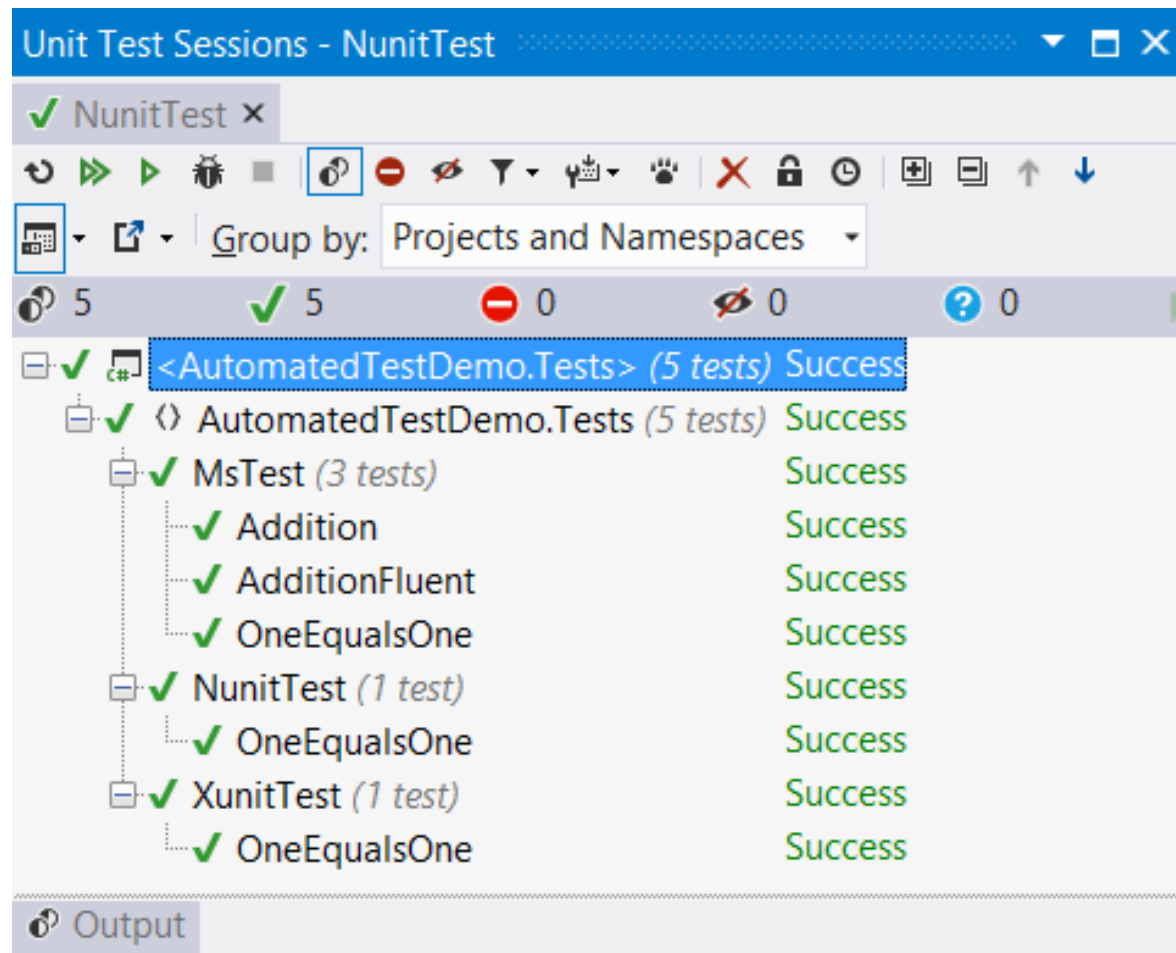 Unit Test Sessions - NunitTest
NunitTest
Group by: Projects and Namespaces
5 5 0 0 0
C# <AutomatedTestDemo.Tests> (5 tests) Success
AutomatedTestDemo.Tests (5 tests) Success
MsTest (3 tests) Success
Addition Success
AdditionFluent Success
OneEqualsOne Success
NunitTest (1 test) Success
OneEqualsOne Success
XunitTest (1 test) Success
OneEqualsOne Success
Output